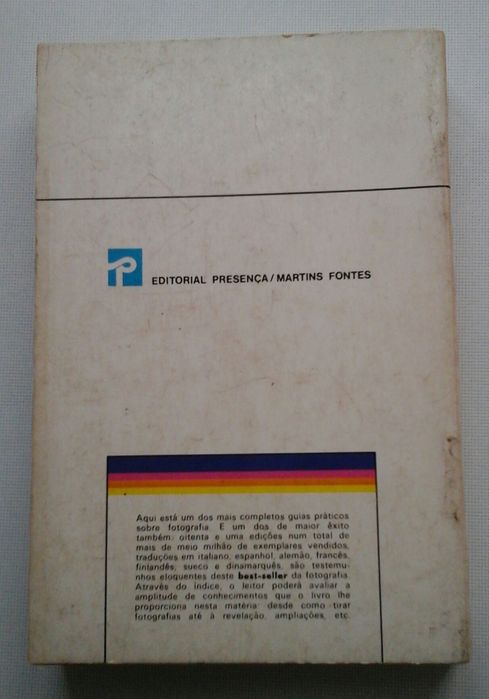 EDITORIAL PRESENÇA/MARTINS FONTES
Aqui está um dos mais completos guias práticos
sobre fotografia. É um dos de maior êxito
também: oitenta e uma edições num total de
mais de meio milhão de exemplares vendidos,
traduções em italiano, espanhol, alemão, francês,
finlandês, sueco e dinamarquês, são testemu-
nhos eloquentes deste best-seller da fotografia.
Através do índice, o leitor poderá avaliar a
amplitude de conhecimentos que o livro lhe
proporciona nesta matéria: desde como tirar
fotografias até à revelação, ampliações, etc.